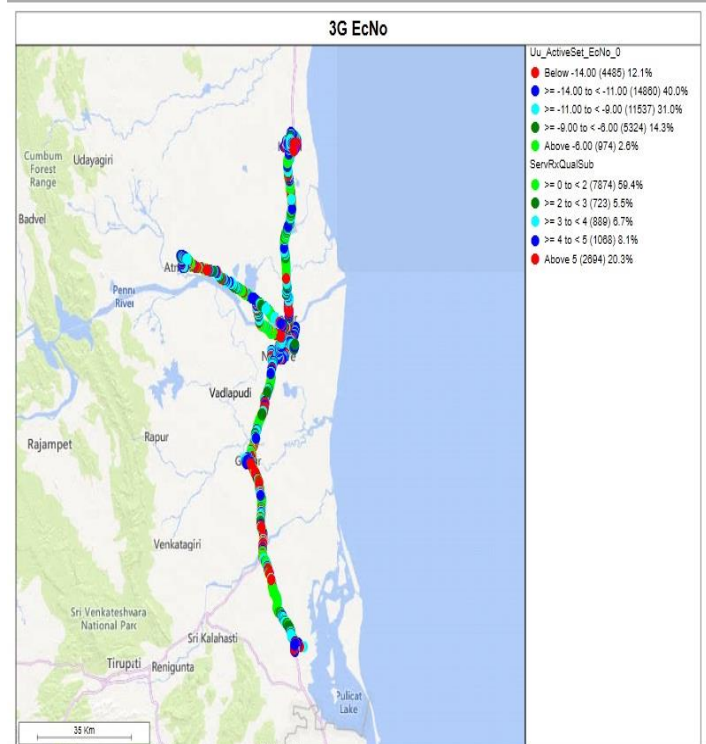 3G EcNo
Uu_ActiveSet_EcNo_0
Below -14.00 (4485) 12.1%
>= -14.00 to < -11.00 (14860) 40.0%
>= -11.00 to < -9.00 (11537) 31.0%
>= -9.00 to < -6.00 (5324) 14.3%
Above -6.00 (974) 2.6%
ServRxQualSub
>= 0 to < 2 (7874) 59.4%
>= 2 to < 3 (723) 5.5%
>= 3 to < 4 (889) 6.7%
>= 4 to < 5 (1068) 8.1%
Above 5 (2694) 20.3%
Cumbum
Forest
Range
Udayagiri
Badvel
River
Vadlapudi
Rajampet
Rapur
Venkatagiri
Sri Venkateshwara
National Parc
Sri Kalahasti
Tirupati
Renigunta
Pulicat
Lake
35 Km